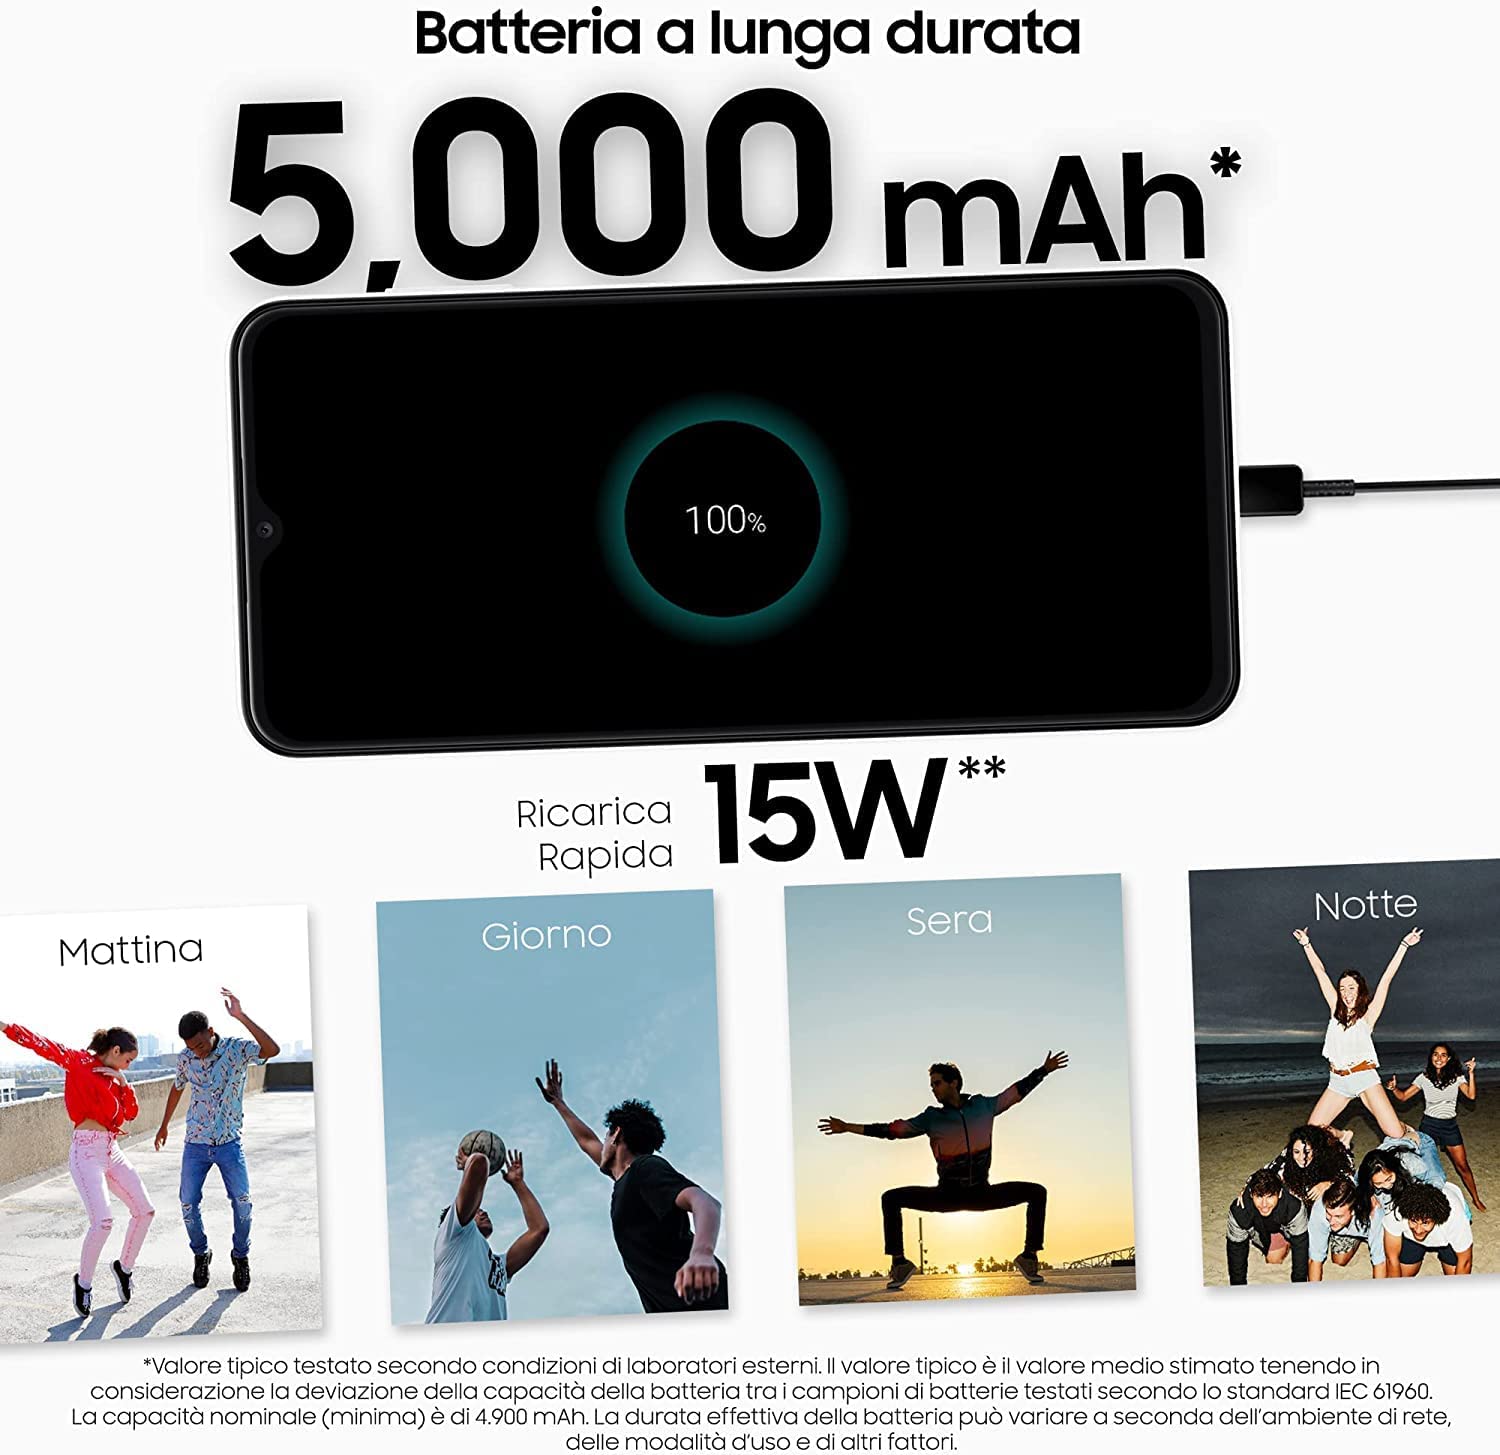 Batteria a lunga durata
5,000 mAh*
100%
Ricarica
Rapida
15W**
Mattina
Giorno
Sera
Notte
*Valore tipico testato secondo condizioni di laboratori esterni. Il valore tipico è il valore medio stimato tenendo in
considerazione la deviazione della capacità della batteria tra i campioni di batterie testati secondo lo standard IEC 61960.
La capacità nominale (minima) è di 4.900 mAh. La durata effettiva della batteria può variare a seconda dell'ambiente di rete,
delle modalità d'uso e di altri fattori.